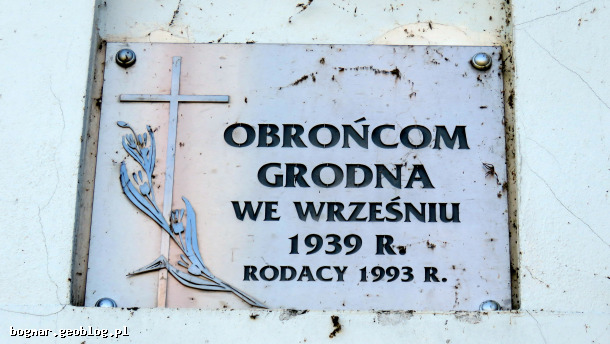 OBROŃCOM
GRODNA
WE WRZEŚNIU
1939 R.
RODACY 1993 R.
bognar.geoblog.pl